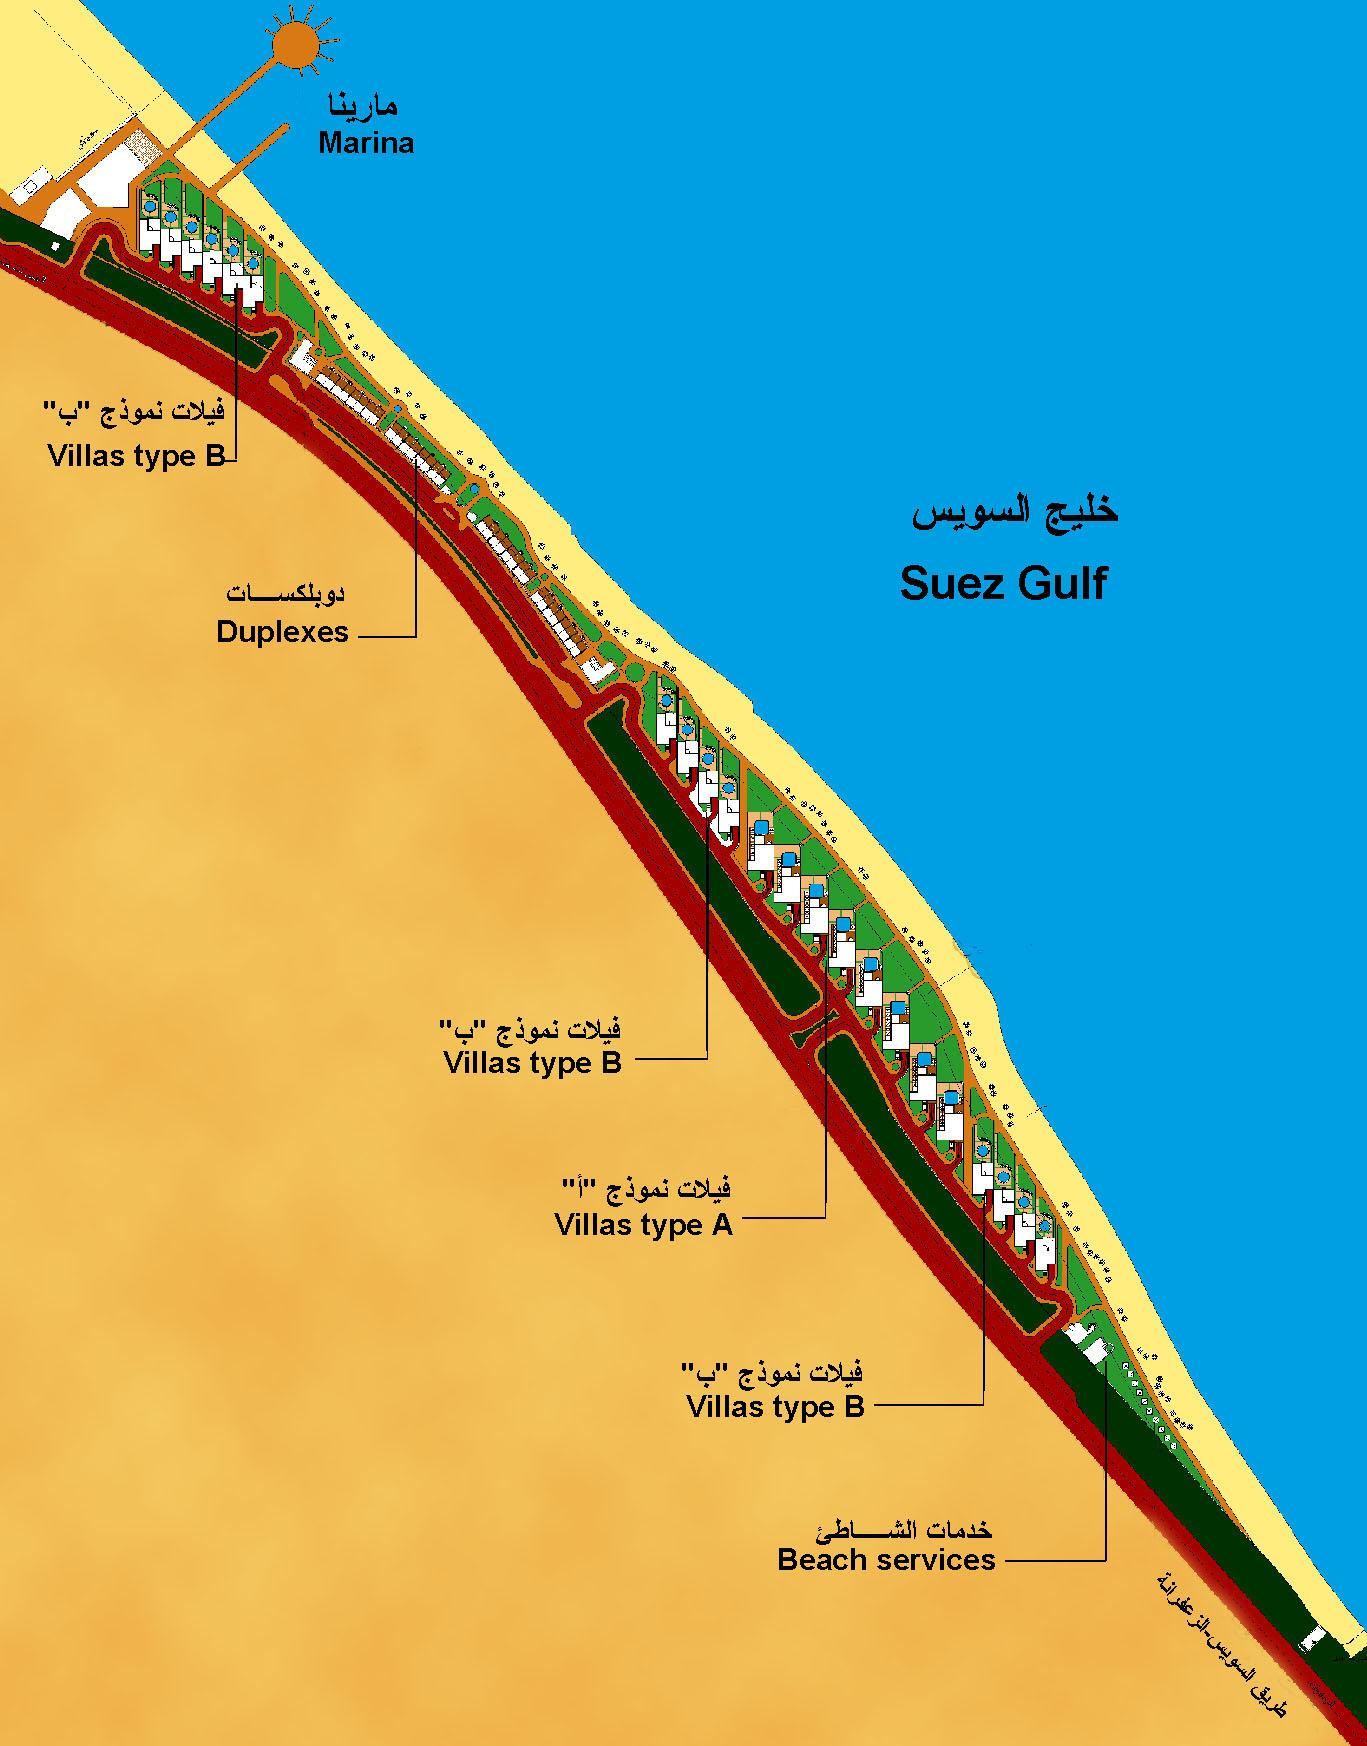 مارينا
Marina
فيلات نموذج "ب"
Villas type B
خليج السويس
Suez Gulf
دوبلكسـات
Duplexes
فيلات نموذج "ب"
Villas type B
فيلات نموذج "أ"
Villas type A
فيلات نموذج "ب"
Villas type B
خدمات الشـاطئ
Beach services
طريق السويس-الزعفرانة